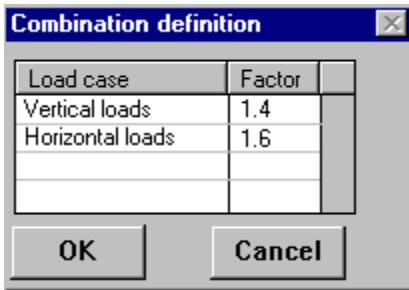 Combination definition
Load case Factor
Vertical loads 1.4
Horizontal loads 1.6
OK Cancel